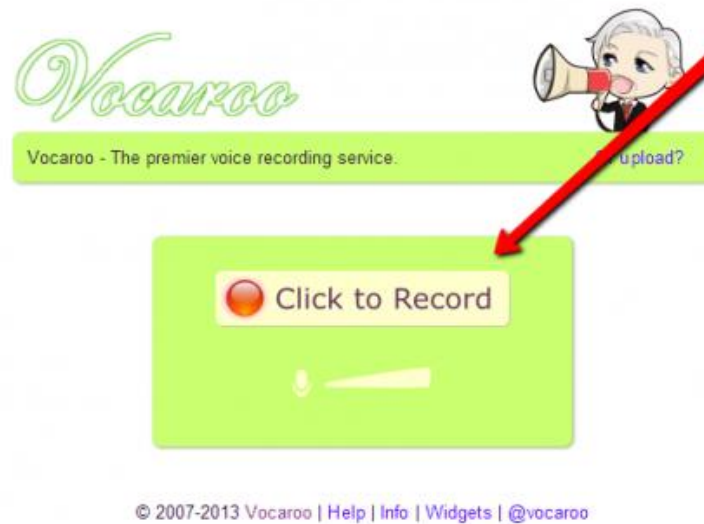 Vocaroo
Vocaroo - The premier voice recording service.
upload?
Click to Record
© 2007-2013 Vocaroo | Help | Info | Widgets | @vocaroo